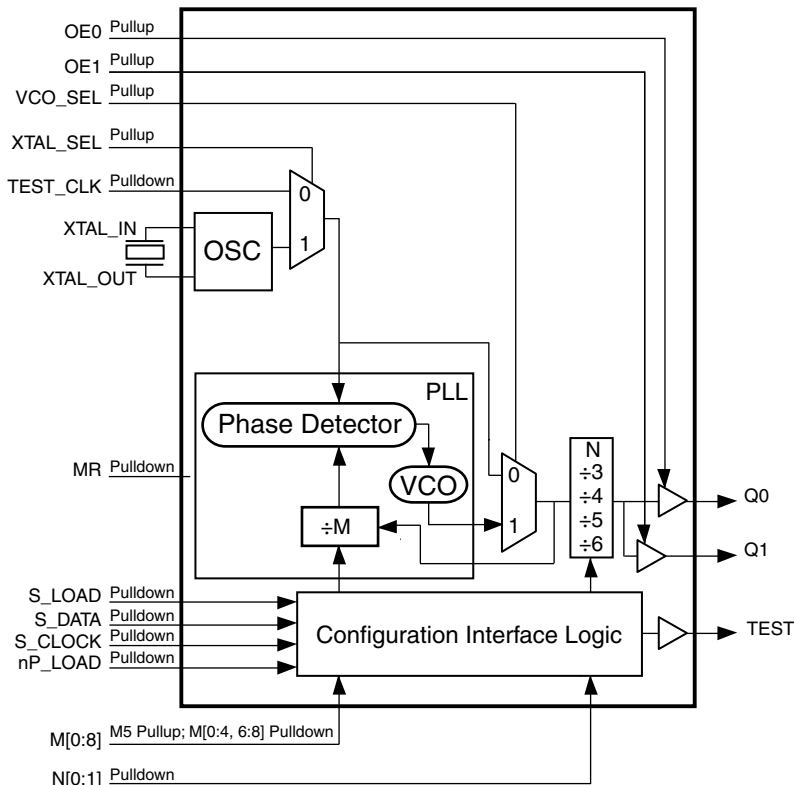 OE0 Pullup
OE1 Pullup
VCO_SEL Pullup
XTAL_SEL Pullup
TEST_CLK Pulldown
0
XTAL_IN
OSC
1
XTAL_OUT
PLL
Phase Detector
MR Pulldown
VCO
0
1
÷M
N
÷3
÷4
÷5
÷6
Q0
Q1
S_LOAD Pulldown
S_DATA Pulldown
S_CLOCK Pulldown
nP_LOAD Pulldown
Configuration Interface Logic
TEST
M[0:8] M5 Pullup; M[0:4, 6:8] Pulldown
N[0:1] Pulldown